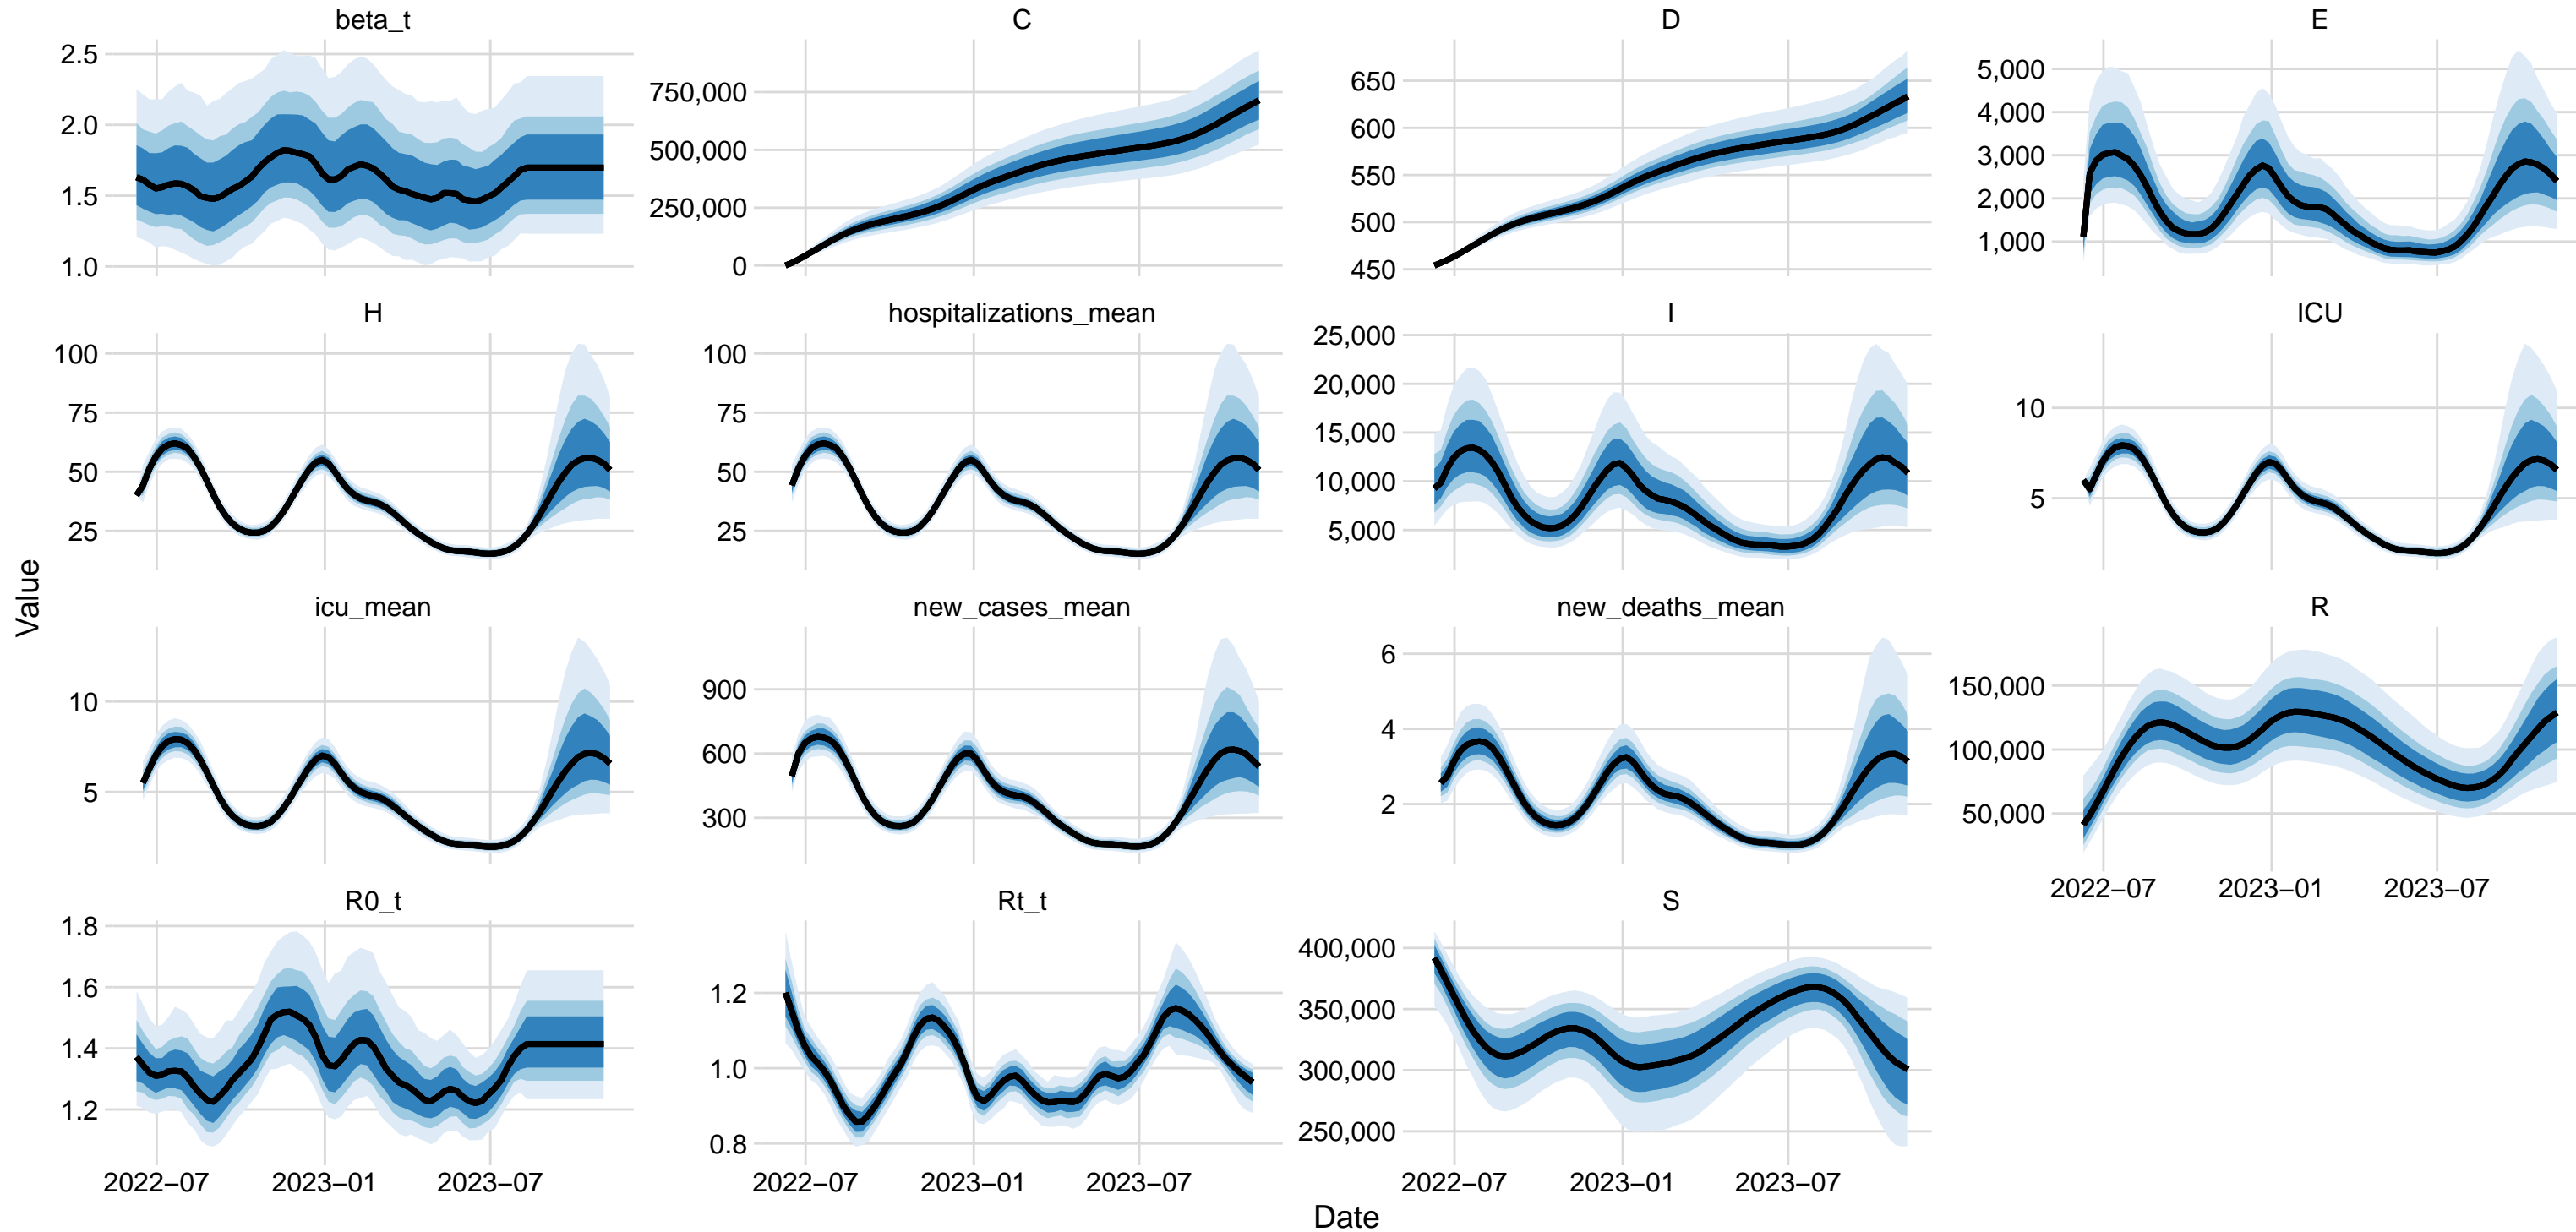 beta_t
C
D
E
2.5
2.0
1.5
1.0
750,000
500,000
250,000
0
650
600
550
500
450
5,000
4,000
3,000
2,000
1,000
H
hospitalizations_mean
I
ICU
100
75
50
25
100
75
50
25
25,000
20,000
15,000
10,000
5,000
10
5
Value
icu_mean
new_cases_mean
new_deaths_mean
R
10
5
900
600
300
6
4
2
150,000
100,000
50,000
2022−07 2023−01 2023−07
R0_t
Rt_t
S
1.8
1.6
1.4
1.2
1.2
1.0
0.8
400,000
350,000
300,000
250,000
2022−07 2023−01 2023−07
2022−07 2023−01 2023−07
2022−07 2023−01 2023−07
Date